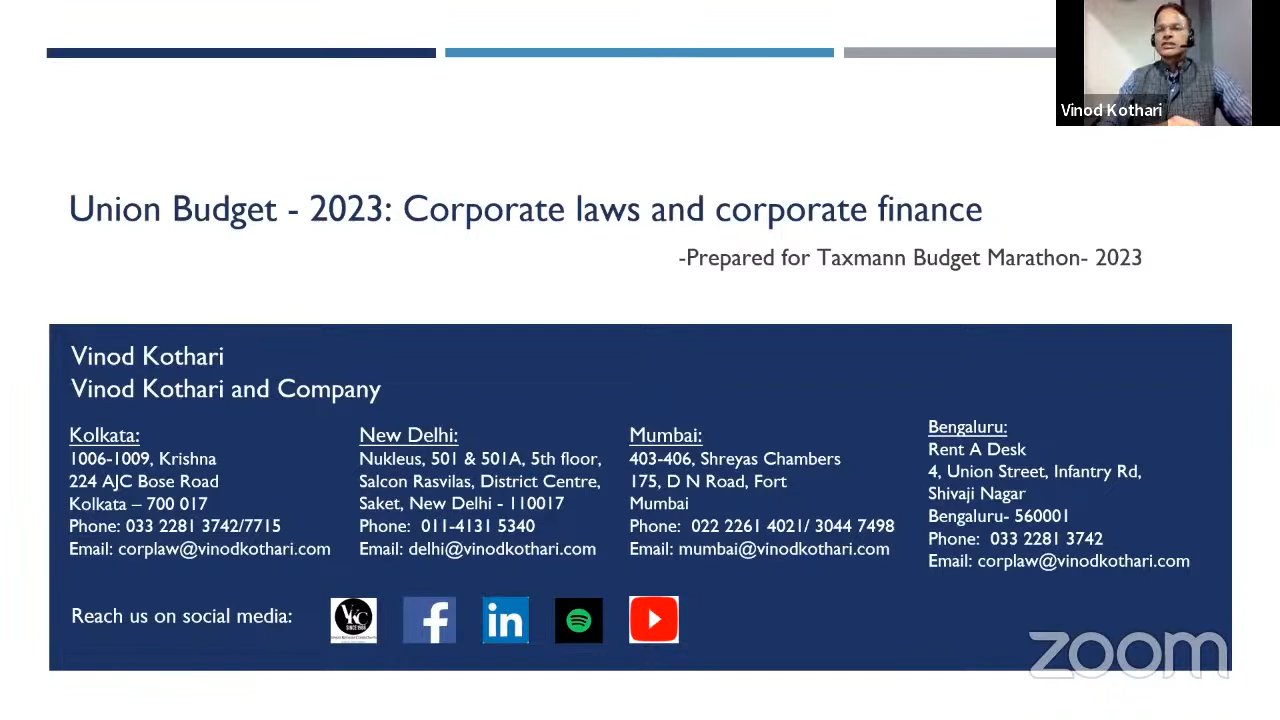 Vinod Kothari
Union Budget - 2023: Corporate laws and corporate finance
-Prepared for Taxmann Budget Marathon- 2023
Vinod Kothari
Vinod Kothari and Company
Kolkata:
1006-1009, Krishna
224 AJC Bose Road
Kolkata – 700 017
Phone: 033 2281 3742/7715
Email: corplaw@vinodkothari.com
New Delhi:
Nukleus, 501 & 501A, 5th floor,
Salcon Rasvilas, District Centre,
Saket, New Delhi - 110017
Phone: 011-4131 5340
Email: delhi@vinodkothari.com
Mumbai:
403-406, Shreyas Chambers
175, D N Road, Fort
Mumbai
Phone: 022 2261 4021/ 3044 7498
Email: mumbai@vinodkothari.com
Bengaluru:
Rent A Desk
4, Union Street, Infantry Rd,
Shivaji Nagar
Bengaluru- 560001
Phone: 033 2281 3742
Email: corplaw@vinodkothari.com
Reach us on social media:
VKC
SINCE 1988
f
in
zoom